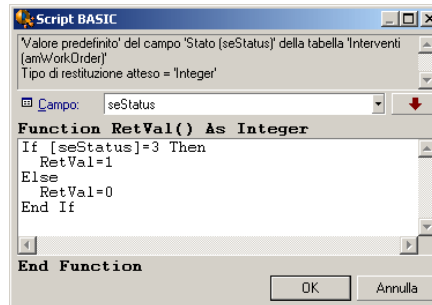 Script BASIC
'Valore predefinito' del campo 'Stato (seStatus)' della tabella 'Interventi
(amWorkOrder)'
Tipo di restituzione atteso = 'Integer'
Campo: seStatus
Function RetVal() As Integer
If [seStatus]=3 Then
  RetVal=1
Else
  RetVal=0
End If
End Function
OK Annulla